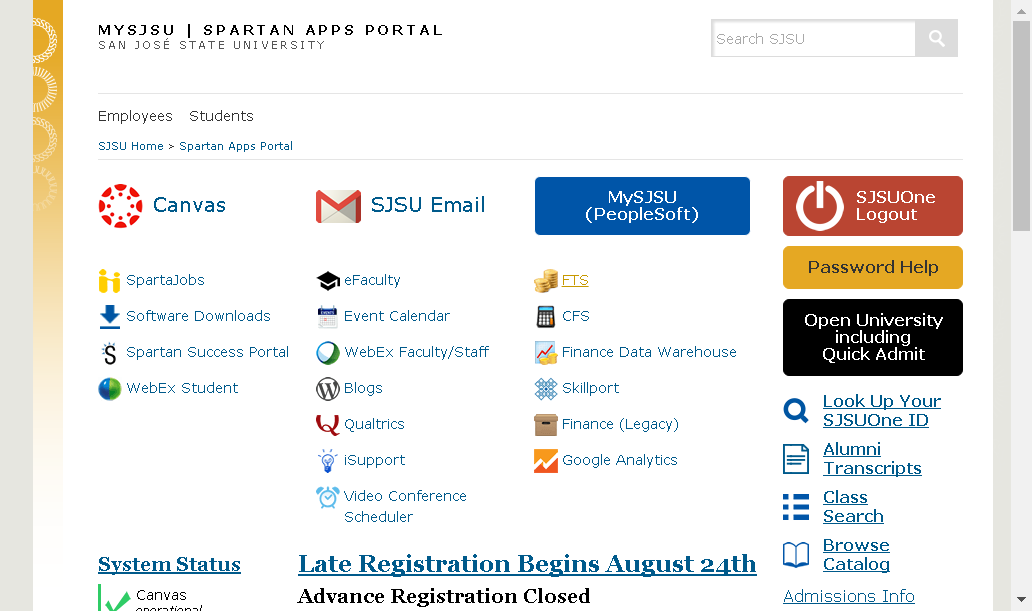 MYSJSU | SPARTAN APPS PORTAL
SAN JOSÉ STATE UNIVERSITY
Search SJSU
Employees Students
SJSU Home > Spartan Apps Portal
Canvas
SJSU Email
MySJSU
(PeopleSoft)
SJSUOne
Logout
Password Help
Open University
including
Quick Admit
SpartaJobs
Software Downloads
Spartan Success Portal
WebEx Student
eFaculty
Event Calendar
WebEx Faculty/Staff
Blogs
Qualtrics
iSupport
Video Conference
Scheduler
FTS
CFS
Finance Data Warehouse
Skillport
Finance (Legacy)
Google Analytics
Look Up Your
SJSUOne ID
Alumni
Transcripts
Class
Search
Browse
Catalog
Admissions Info
System Status
Canvas
operational
Late Registration Begins August 24th
Advance Registration Closed